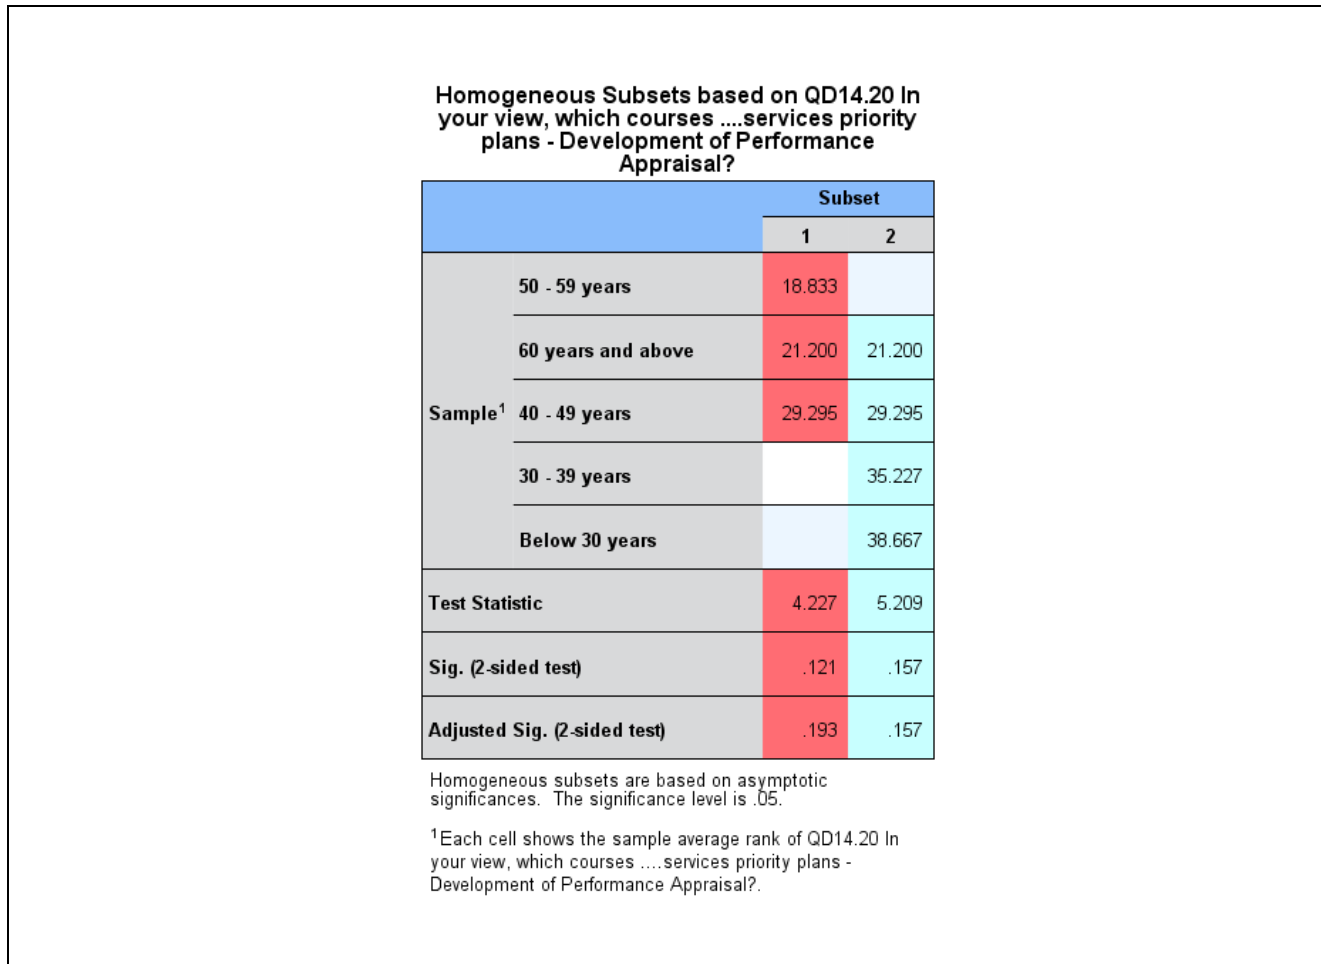 Homogeneous Subsets based on QD14.20 In
your view, which courses ....services priority
plans - Development of Performance
Appraisal?
Subset
1 2
50 - 59 years 18.833
60 years and above 21.200 21.200
Sample1 40 - 49 years 29.295 29.295
30 - 39 years 35.227
Below 30 years 38.667
Test Statistic 4.227 5.209
Sig. (2-sided test) .121 .157
Adjusted Sig. (2-sided test) .193 .157
Homogeneous subsets are based on asymptotic
significances. The significance level is .05.
1Each cell shows the sample average rank of QD14.20 In
your view, which courses ....services priority plans -
Development of Performance Appraisal?.